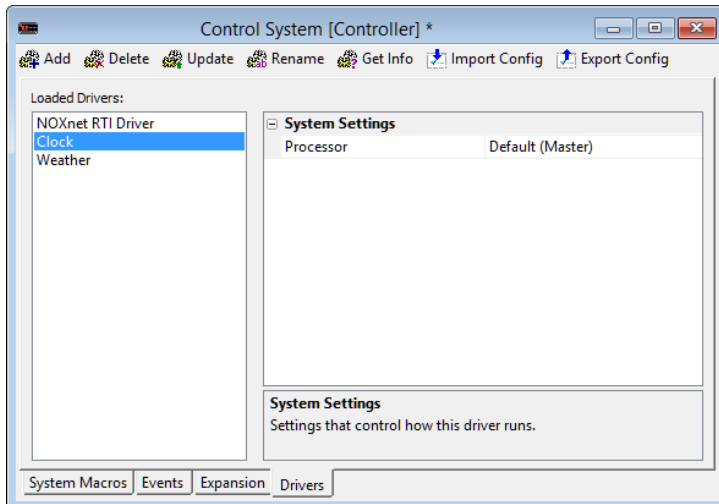 Control System [Controller] *
Add Delete Update Rename Get Info Import Config Export Config
Loaded Drivers:
NOXnet RTI Driver
Clock
Weather
System Settings
Processor Default (Master)
System Settings
Settings that control how this driver runs.
System Macros Events Expansion Drivers